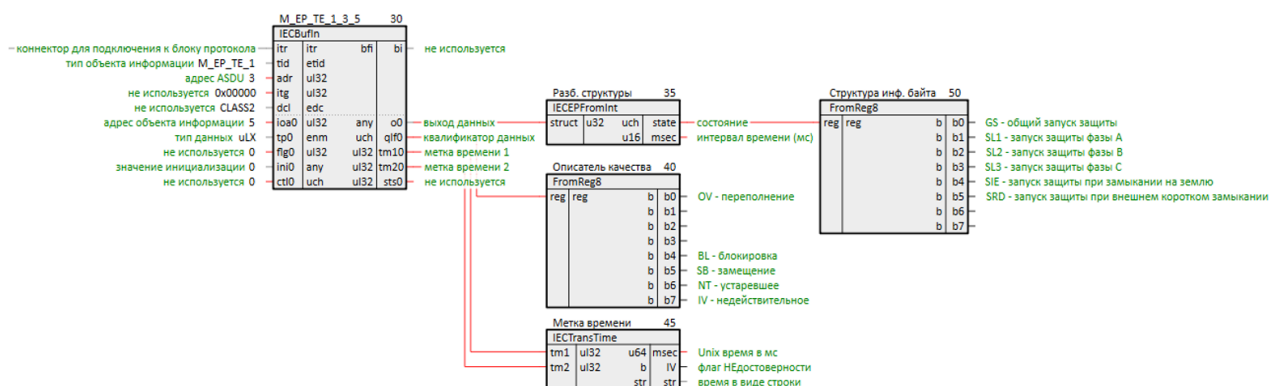 M_EP_TE_1_3_5 30
IECBufIn
коннектор для подключения к блоку протокола itr itr bfi bi не используется
тип объекта информации M_EP_TE_1 tId etid
адрес ASDU 3 adr ul32
не используется 0x00000 itg ul32
не используется CLASS2 dcl edc
адрес объекта информации 5 ioa0 ul32 any o0 выход данных
тип данных uLX tp0 enm uch qlf0 квалификатор данных
не используется 0 flg0 ul32 ul32 tm10 метка времени 1
значение инициализации 0 ini0 any ul32 tm20 метка времени 2
не используется 0 ctl0 uch ul32 sts0 не используется
Разб. структуры 35
IECEPFromInt
struct u32 uch state состояние
u16 msec интервал времени (мс)
Описатель качества 40
FromReg8
reg reg b b0 OV - переполнение
b b1
b b2
b b3
b b4 BL - блокировка
b b5 SB - замещение
b b6 NT - устаревшее
b b7 IV - недействительное
Метка времени 45
IECTransTime
tm1 ul32 u64 msec Unix время в мс
tm2 ul32 b IV флаг НЕдостоверности
str str время в виде строки
Структура инф. байта 50
FromReg8
reg reg b b0 GS - общий запуск защиты
b b1 SL1 - запуск защиты фазы А
b b2 SL2 - запуск защиты фазы В
b b3 SL3 - запуск защиты фазы С
b b4 SIE - запуск защиты при замыкании на землю
b b5 SRD - запуск защиты при внешнем коротком замыкании
b b6
b b7